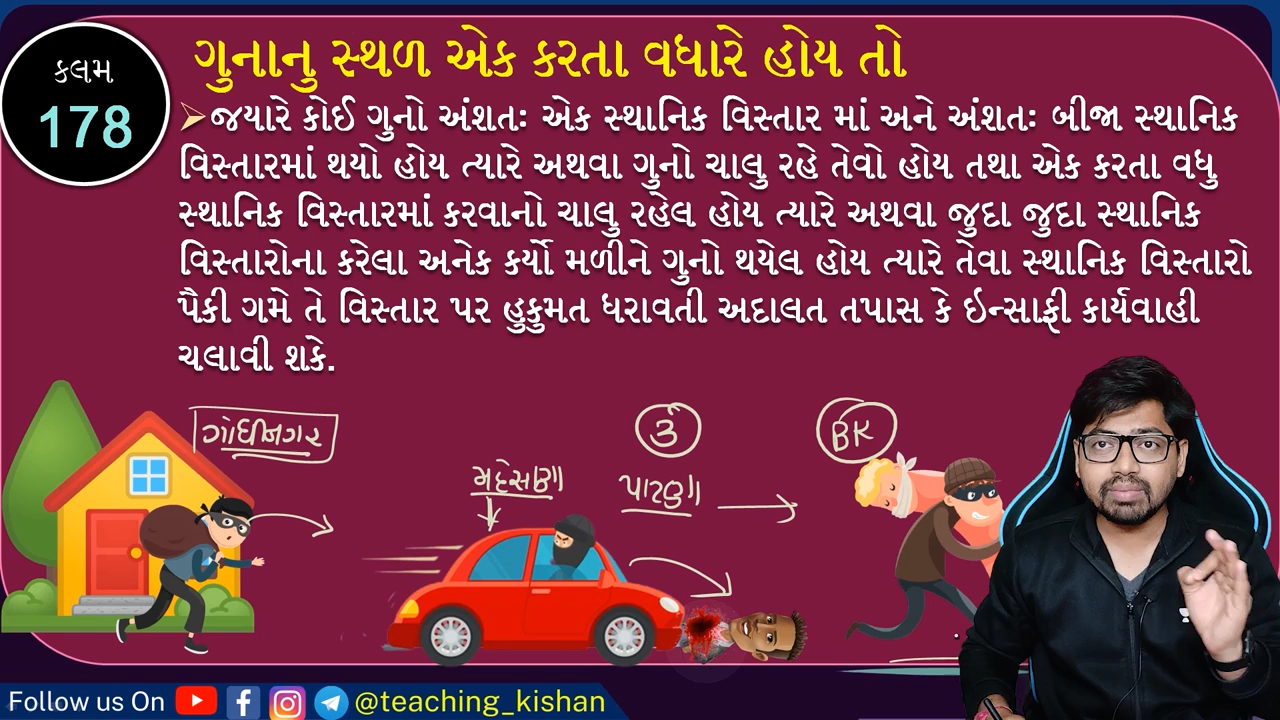 કલમ
178
ગુનાનુ સ્થળ એક કરતા વધારે હોય તો
➢જયારે કોઈ ગુનો અંશતઃ એક સ્થાનિક વિસ્તાર માં અને અંશતઃ બીજા સ્થાનિક
વિસ્તારમાં થયો હોય ત્યારે અથવા ગુનો ચાલુ રહે તેવો હોય તથા એક કરતા વધુ
સ્થાનિક વિસ્તારમાં કરવાનો ચાલુ રહેલ હોય ત્યારે અથવા જુદા જુદા સ્થાનિક
વિસ્તારોના કરેલા અનેક કર્યો મળીને ગુનો થયેલ હોય ત્યારે તેવા સ્થાનિક વિસ્તારો
પૈકી ગમે તે વિસ્તાર પર હુકુમત ધરાવતી અદાલત તપાસ કે ઇન્સાફી કાર્યવાહી
ચલાવી શકે.
ગાંધીનગર
3
BK
મહેસાણા
પાટણ
Follow us On @teaching_kishan